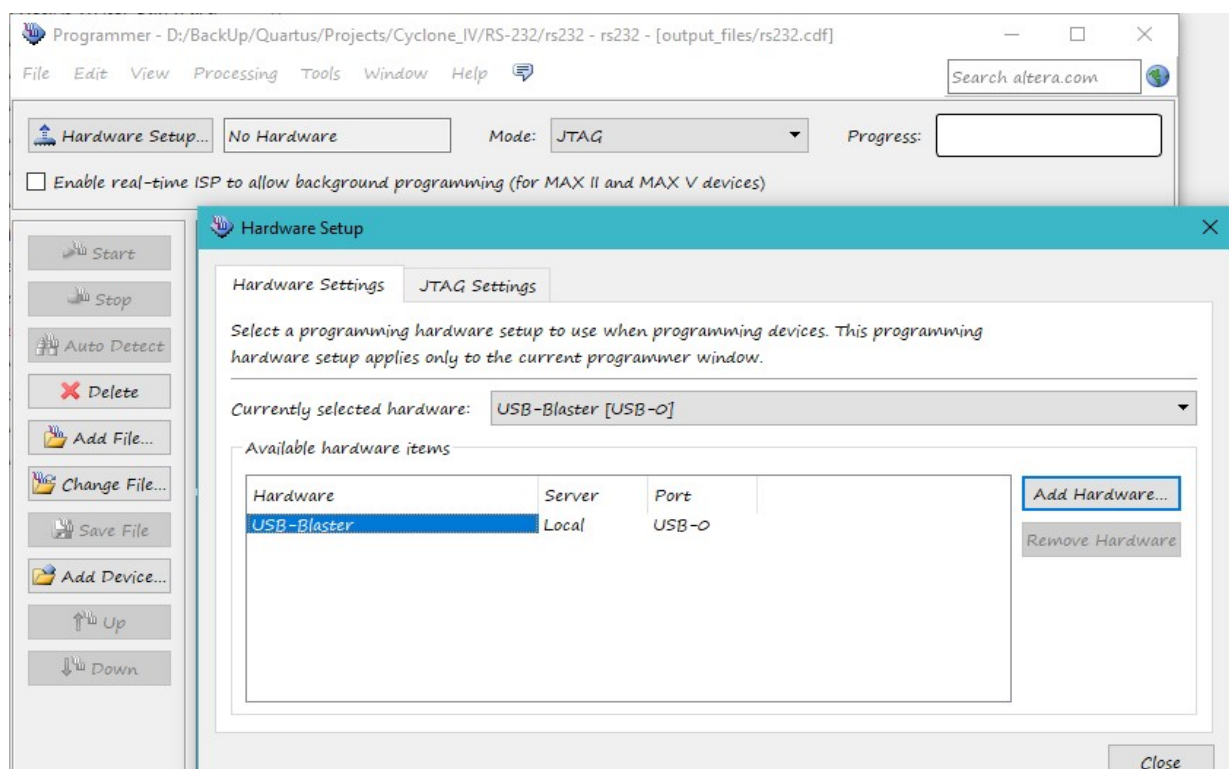 Programmer - D:/BackUp/Quartus/Projects/Cyclone_IV/RS-232/rs232 - rs232 - [output_files/rs232.cdf]
File Edit View Processing Tools Window Help
Search altera.com
Hardware Setup... No Hardware Mode: JTAG Progress:
Enable real-time ISP to allow background programming (for MAX II and MAX V devices)
Hardware Setup
Start
Hardware Settings JTAG Settings
Stop
Select a programming hardware setup to use when programming devices. This programming
hardware setup applies only to the current programmer window.
Auto Detect
Delete
Currently selected hardware: USB-Blaster [USB-0]
Add File...
Available hardware items
Change File...
Hardware Server Port
Add Hardware...
USB-Blaster Local USB-0
Save File
Remove Hardware
Add Device...
Up
Down
Close